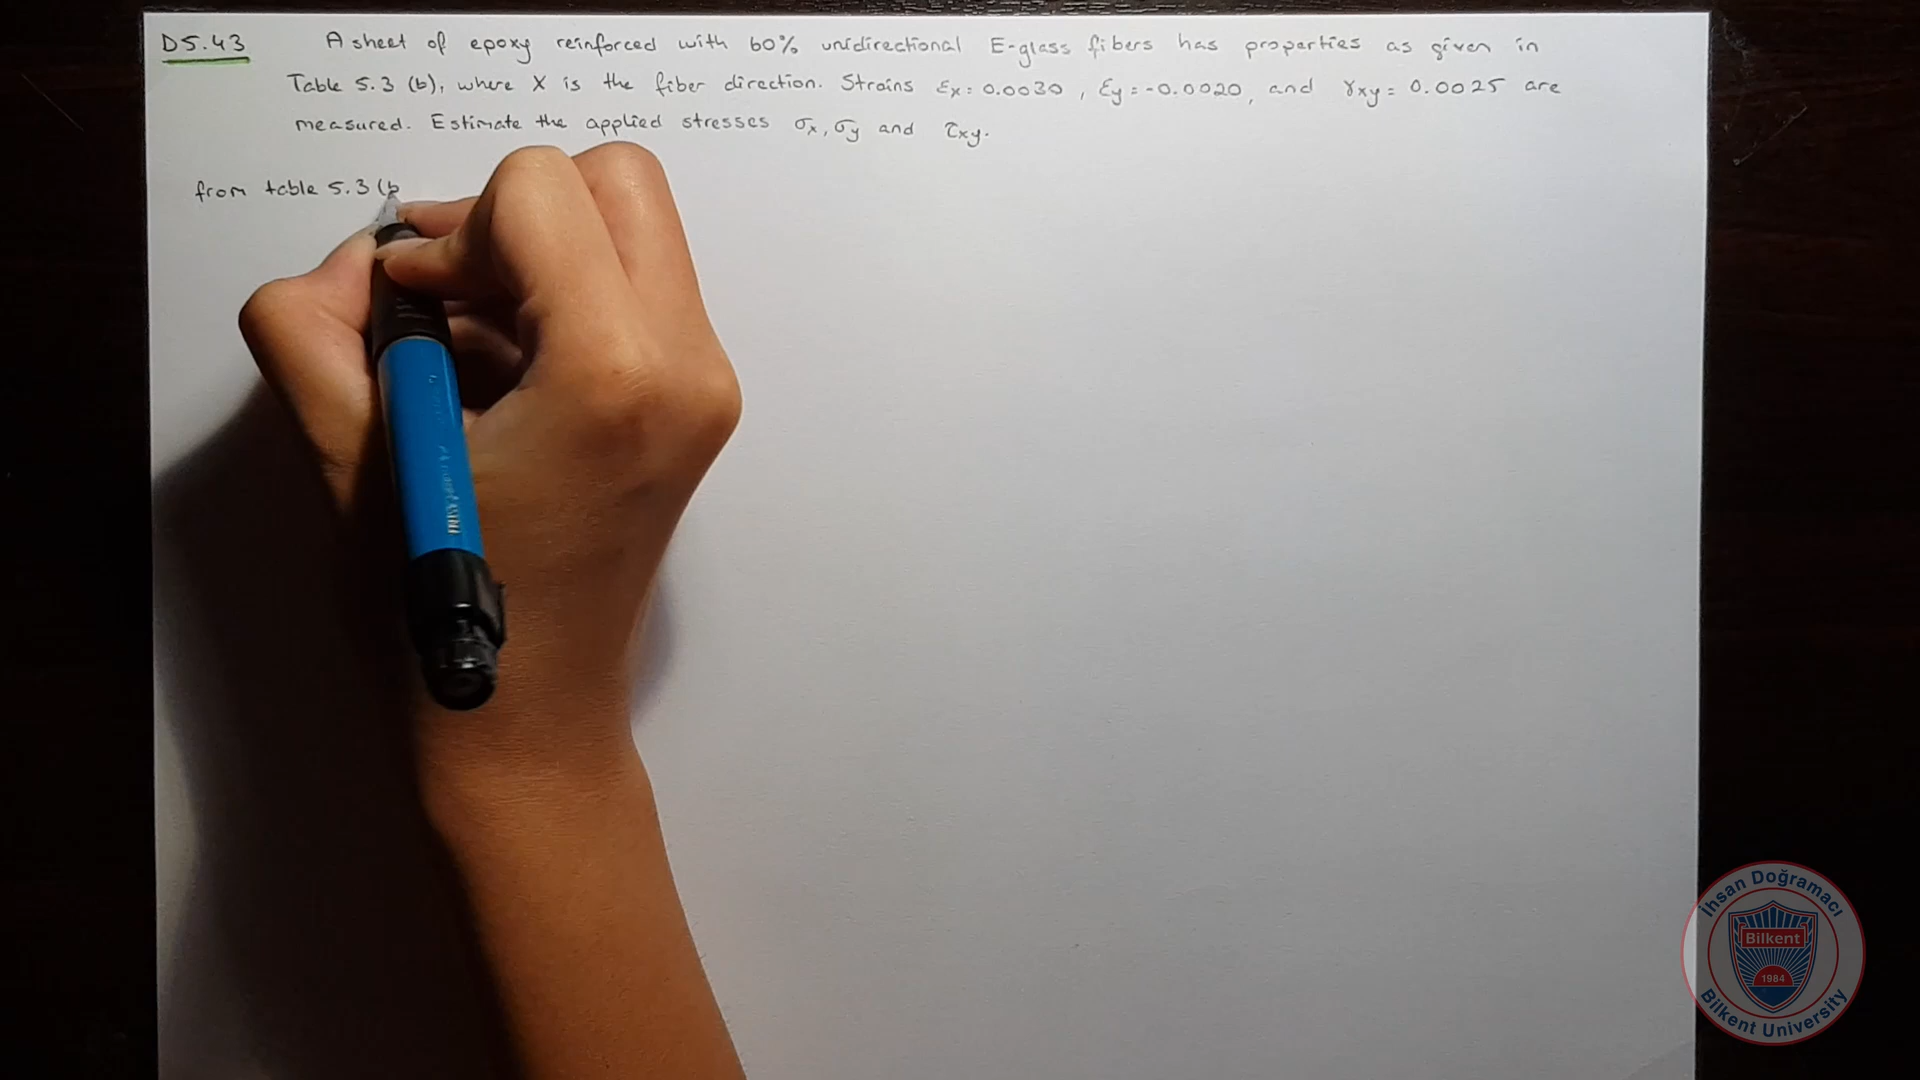 D5.43 A sheet of epoxy reinforced with 60% unidirectional E-glass fibers has properties as given in
Table 5.3 (b), where X is the fiber direction. Strains εx = 0.0030, εy = -0.0020, and γxy = 0.0025 are
measured. Estimate the applied stresses σx, σy and τxy.
from table 5.3 (b
İhsan Doğramacı
Bilkent
1984
Bilkent University